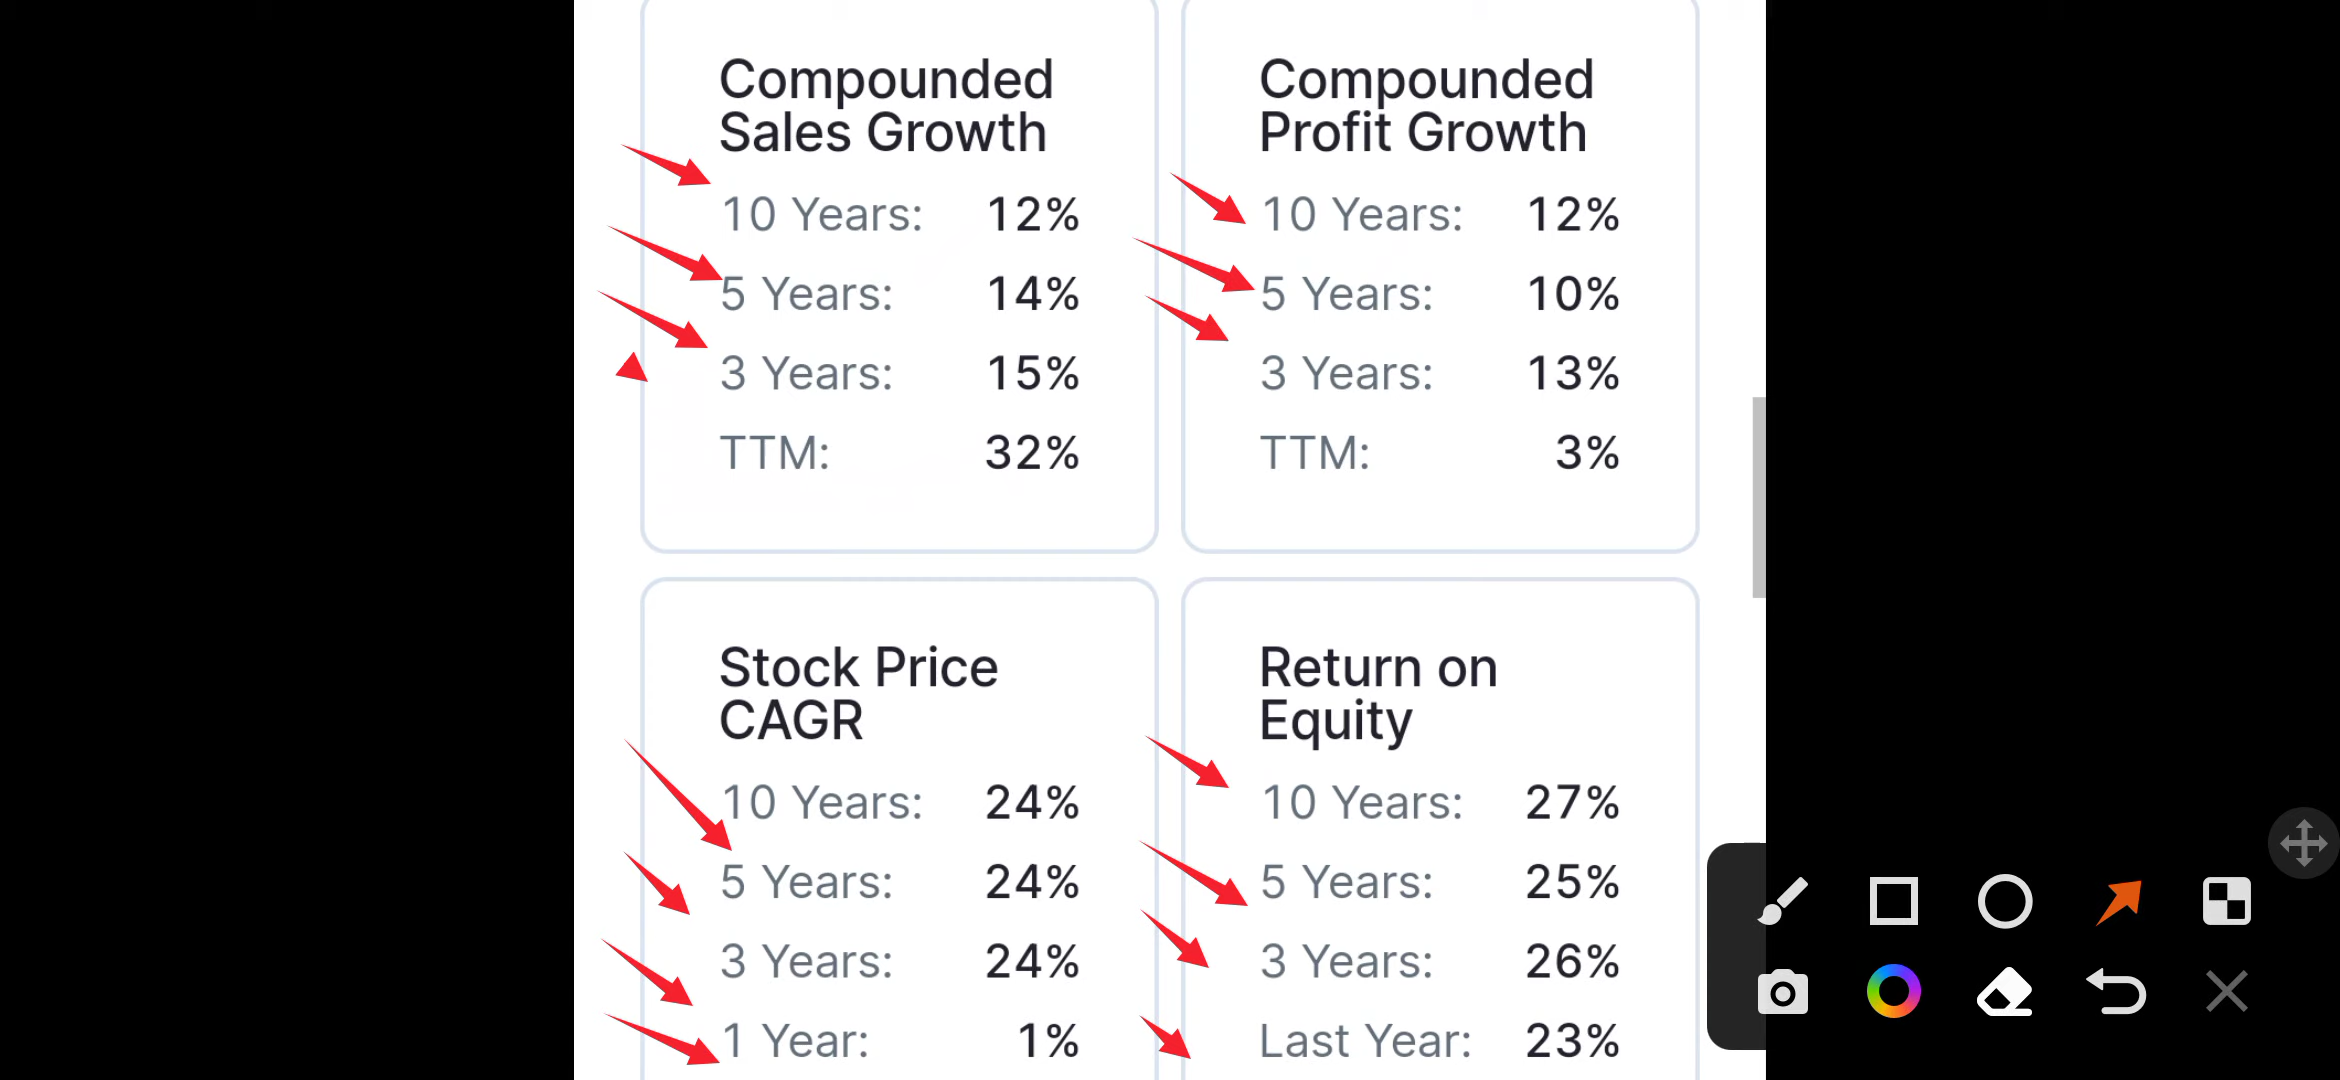 Compounded
Sales Growth
10 Years: 12%
5 Years: 14%
3 Years: 15%
TTM: 32%
Compounded
Profit Growth
10 Years: 12%
5 Years: 10%
3 Years: 13%
TTM: 3%
Stock Price
CAGR
10 Years: 24%
5 Years: 24%
3 Years: 24%
1 Year: 1%
Return on
Equity
10 Years: 27%
5 Years: 25%
3 Years: 26%
Last Year: 23%